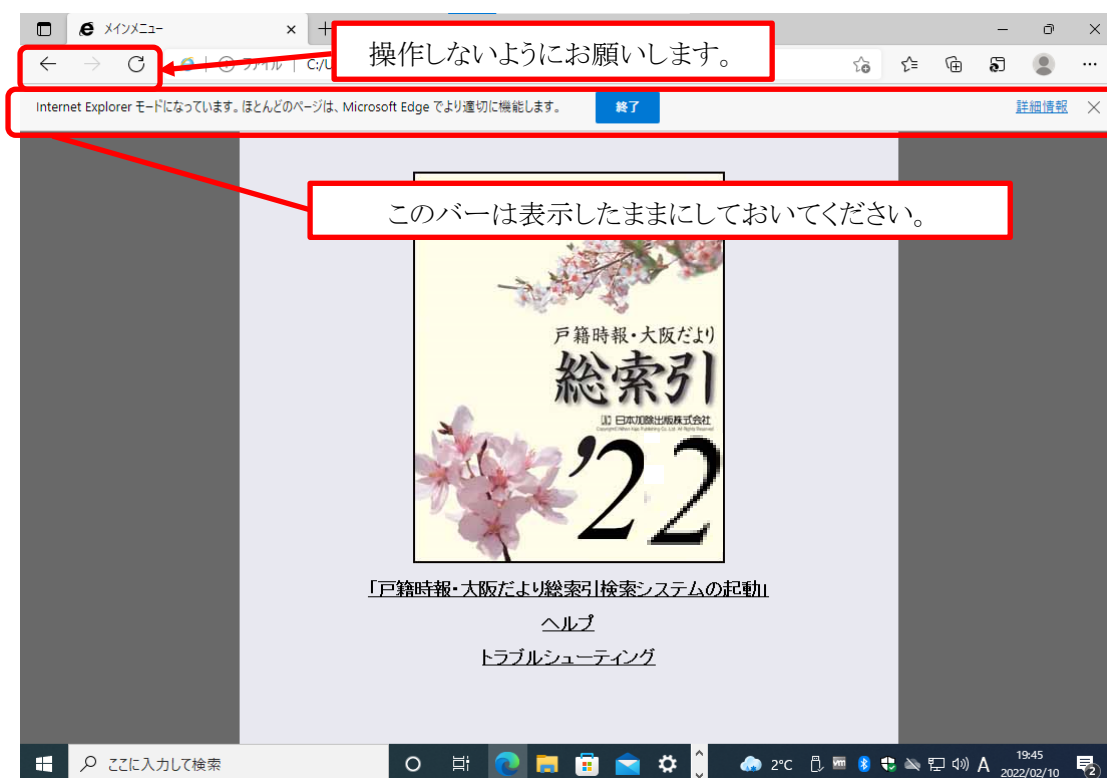 メインメニュー
操作しないようにお願いします。
ファイル C:/U
Internet Explorer モードになっています。ほとんどのページは、Microsoft Edge でより適切に機能します。 終了 詳細情報
このバーは表示したままにしておいてください。
戸籍時報・大阪だより
総索引
日本加除出版株式会社
'22
「戸籍時報・大阪だより総索引検索システムの起動」
ヘルプ
トラブルシューティング
ここに入力して検索 2°C A 19:45
2022/02/10 2